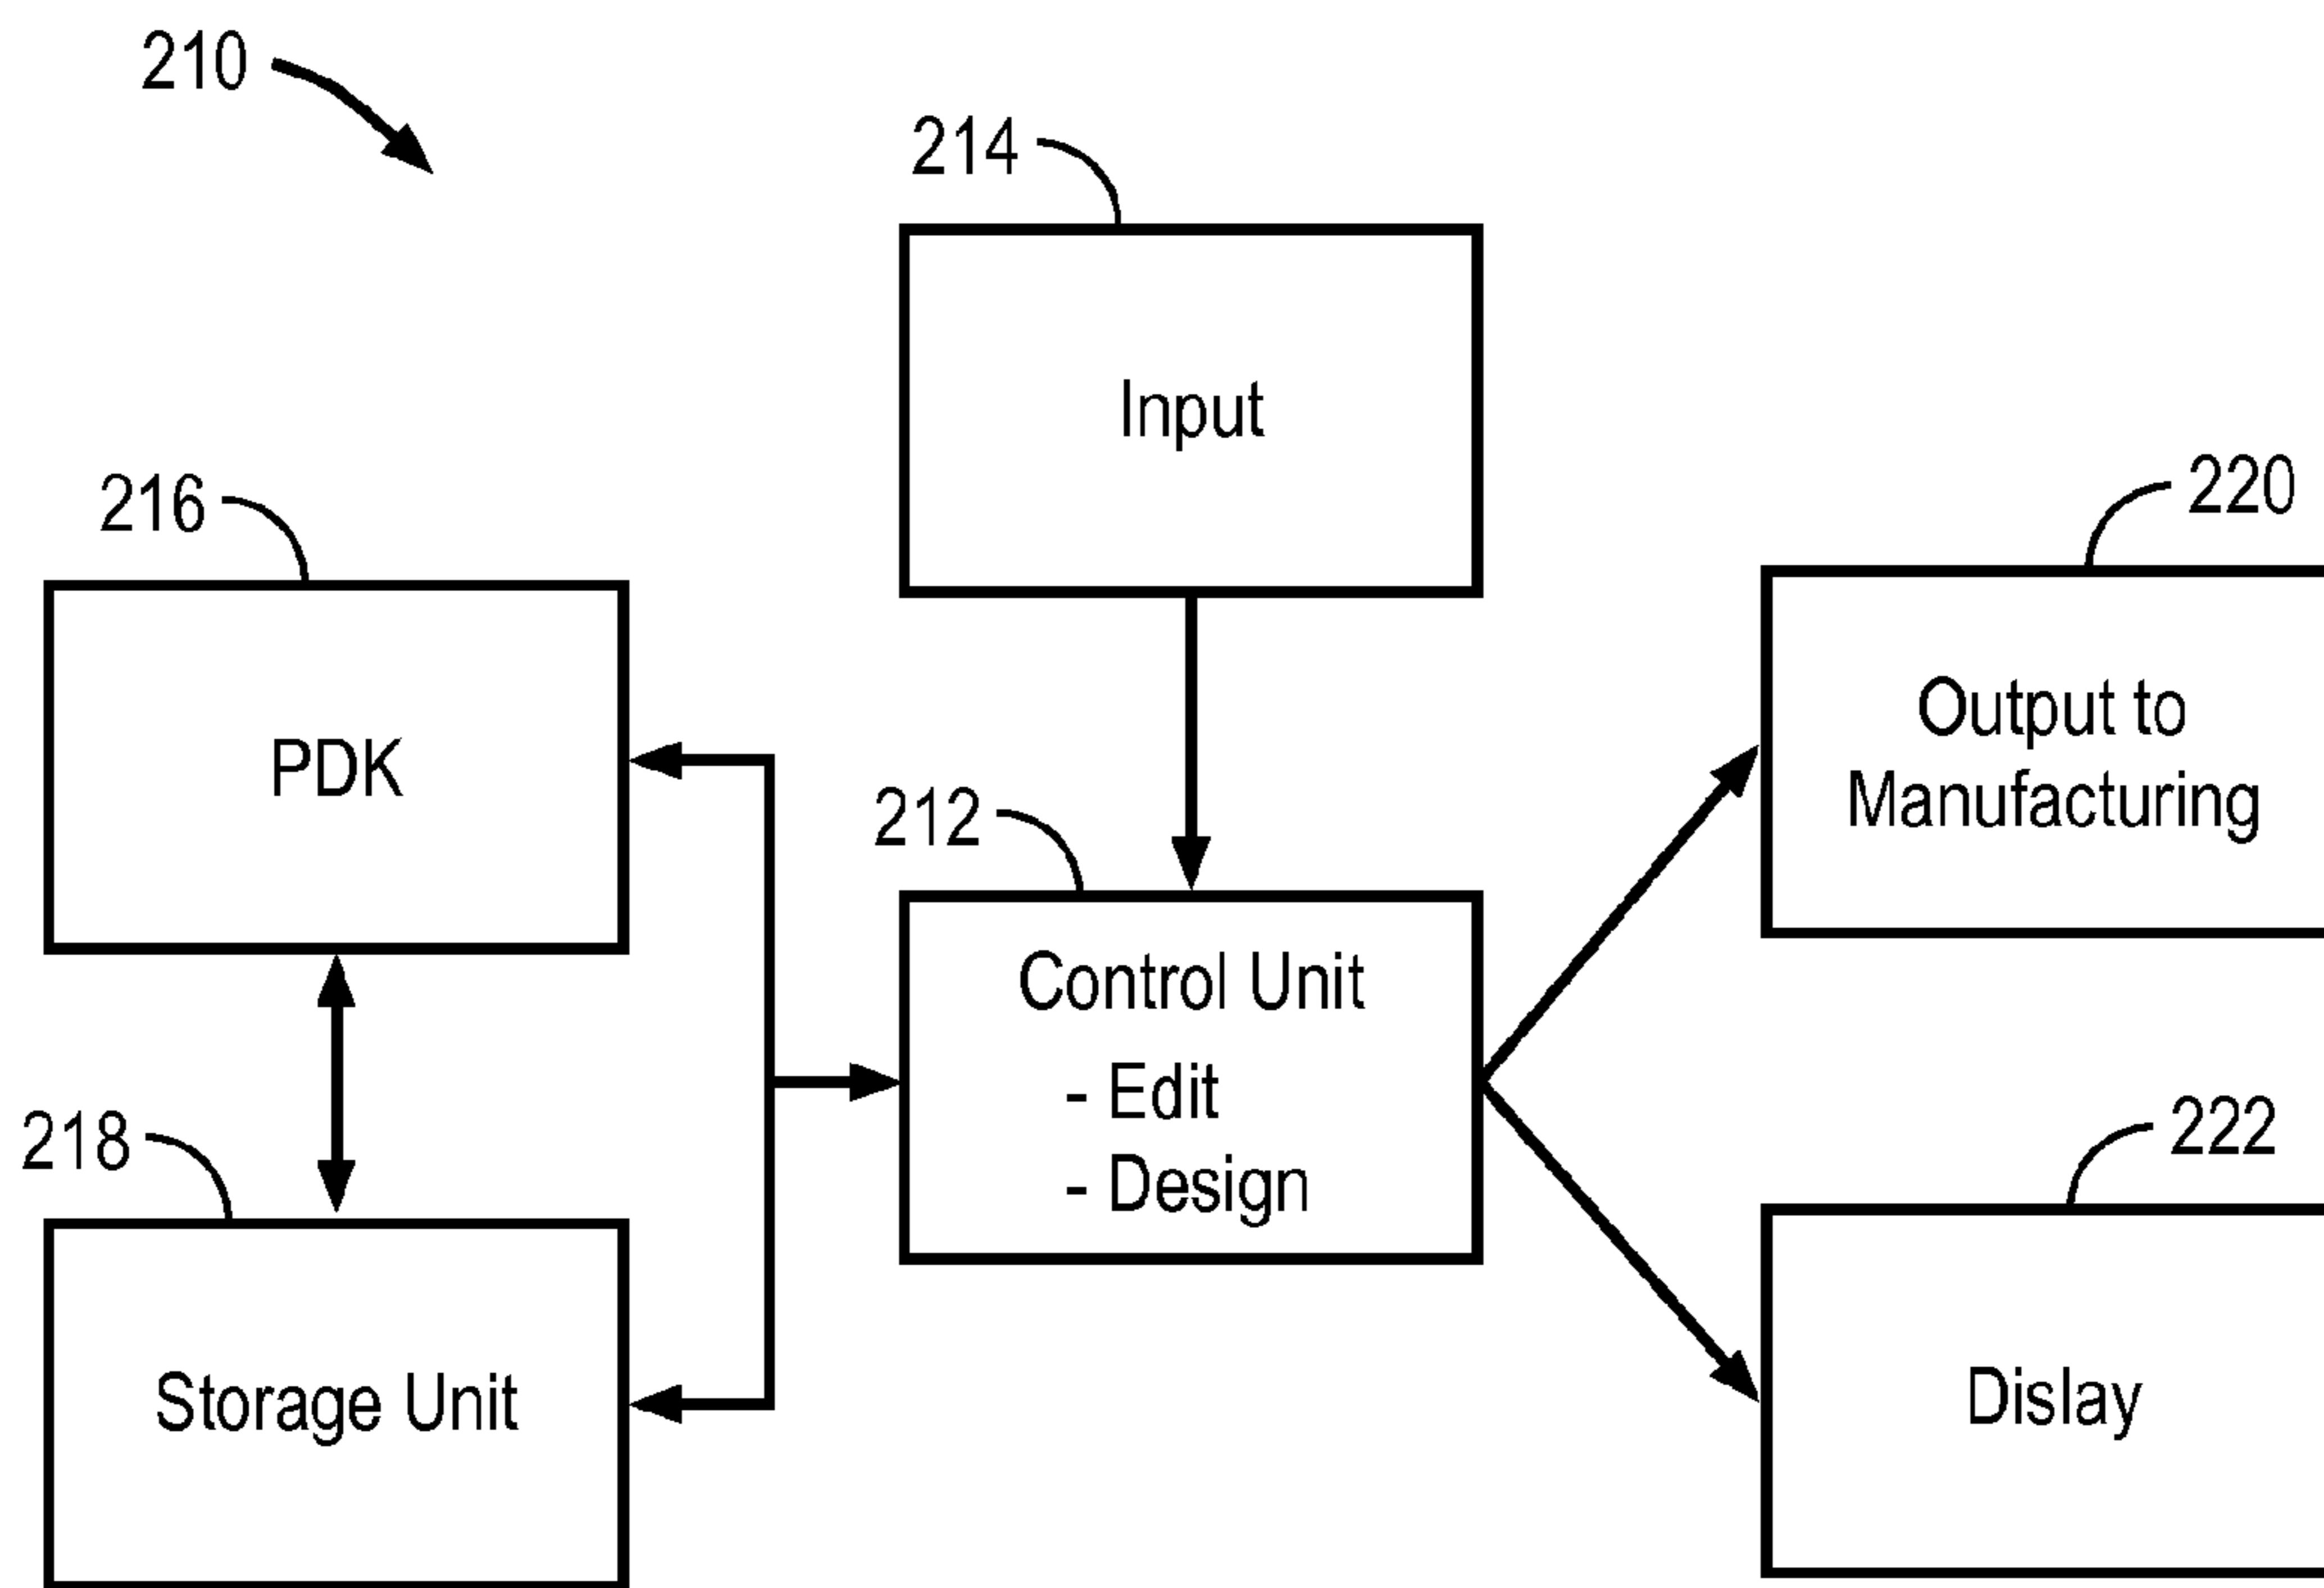 210
214
Input
216
PDK
220
Output to
Manufacturing
212
Control Unit
- Edit
- Design
218
Storage Unit
222
Dislay